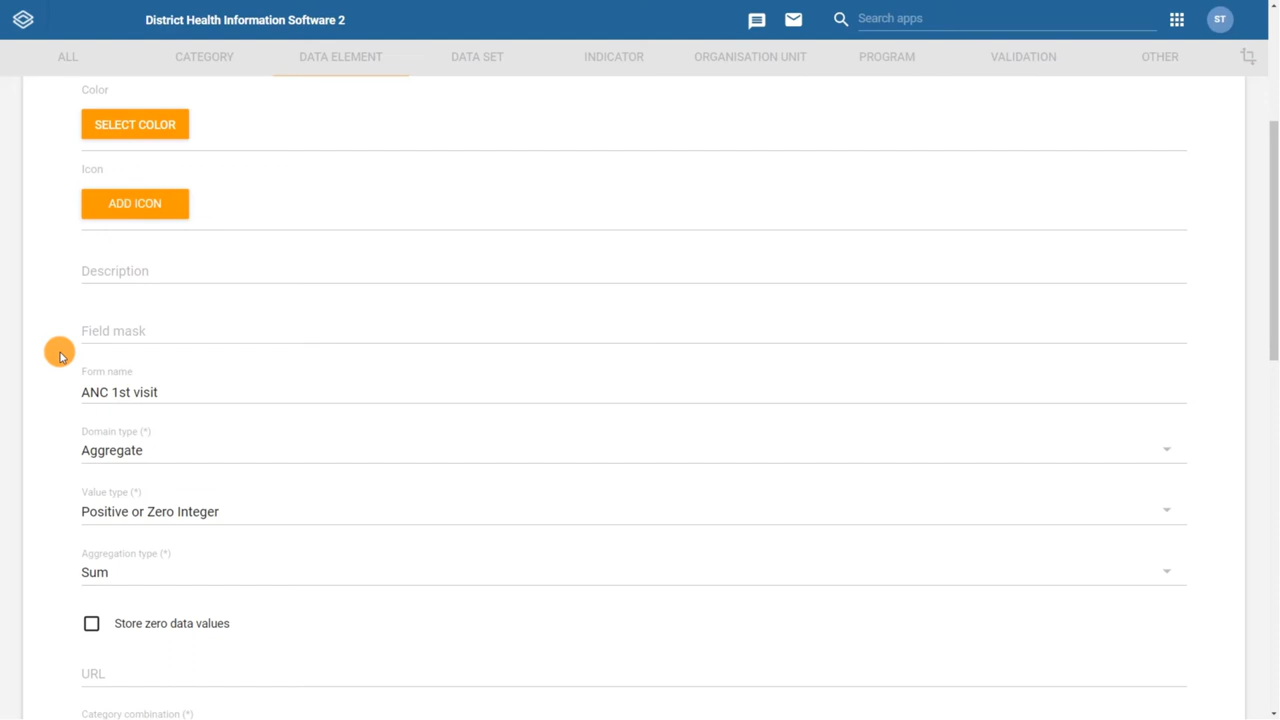 District Health Information Software 2
Search apps
ST
ALL
CATEGORY
DATA ELEMENT
DATA SET
INDICATOR
ORGANISATION UNIT
PROGRAM
VALIDATION
OTHER
Color
SELECT COLOR
Icon
ADD ICON
Description
Field mask
Form name
ANC 1st visit
Domain type (*)
Aggregate
Value type (*)
Positive or Zero Integer
Aggregation type (*)
Sum
Store zero data values
URL
Category combination (*)